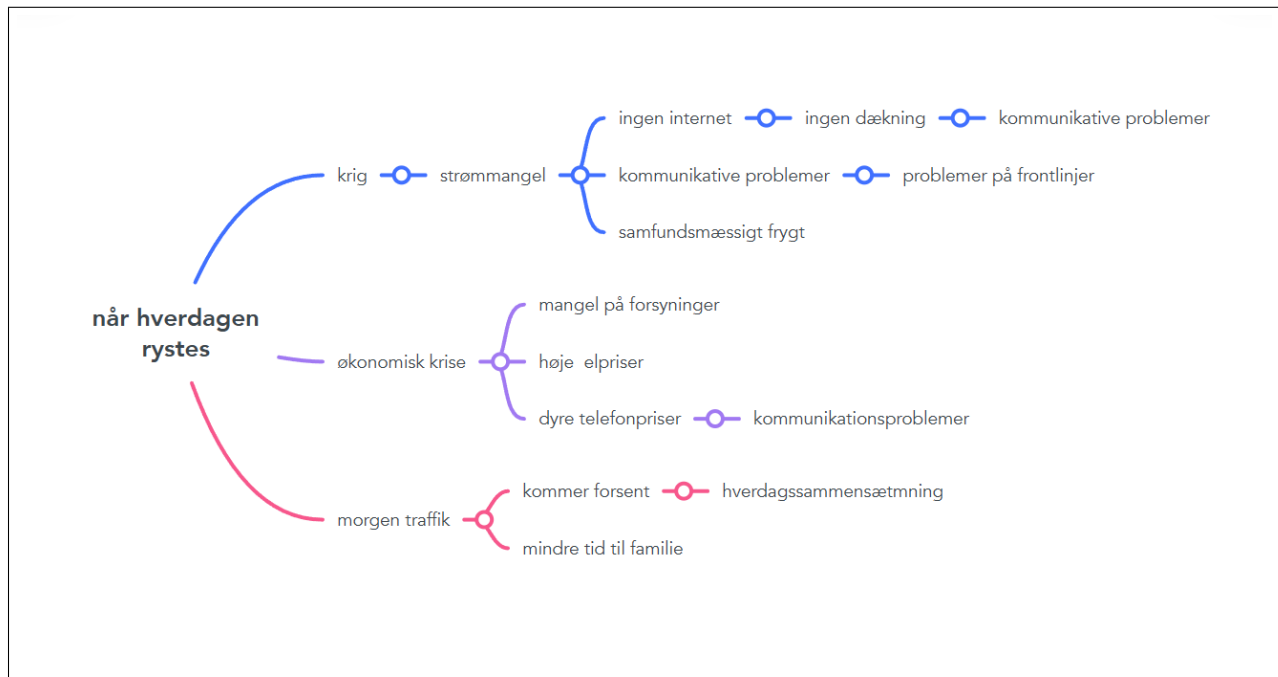 ingen internet
ingen dækning
kommunikative problemer
krig
strømmangel
kommunikative problemer
problemer på frontlinjer
samfundsmæssigt frygt
når hverdagen
rystes
mangel på forsyninger
økonomisk krise
høje  elpriser
dyre telefonpriser
kommunikationsproblemer
morgen traffik
kommer forsent
hverdagssammensætmning
mindre tid til familie